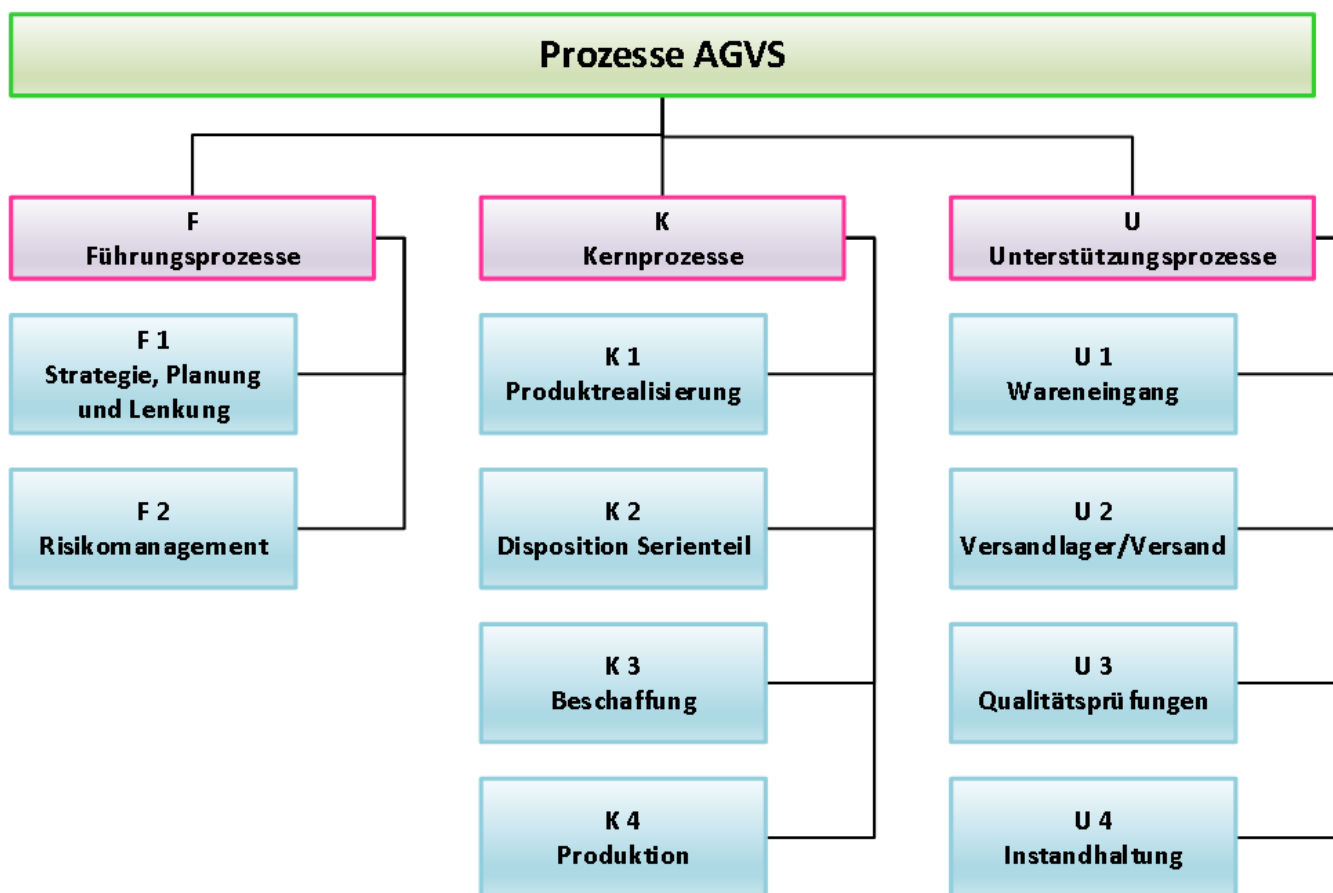 Prozesse AGVS
F
Führungsprozesse
F 1
Strategie, Planung
und Lenkung
F 2
Risikomanagement
K
Kernprozesse
K 1
Produktrealisierung
K 2
Disposition Serienteil
K 3
Beschaffung
K 4
Produktion
U
Unterstützungsprozesse
U 1
Wareneingang
U 2
Versandlager/Versand
U 3
Qualitätsprüfungen
U 4
Instandhaltung